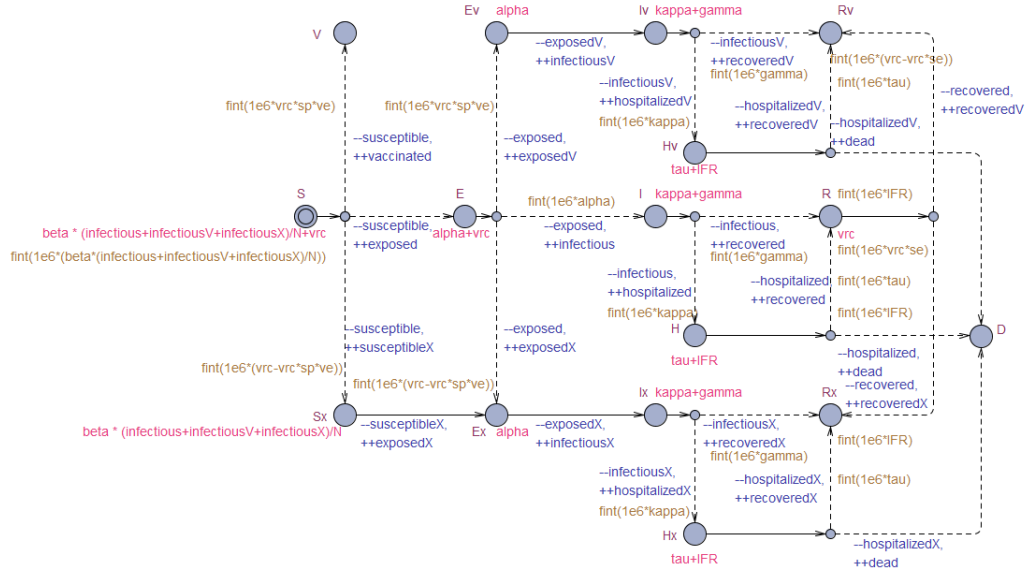 Ev alpha
Iv kappa+gamma
Rv
V
--exposedV,
++infectiousV
--infectiousV,
++recoveredV
fint(1e6*gamma)
fint(1e6*(vrc-vrc*se))
fint(1e6*tau)
--infectiousV,
++hospitalizedV
fint(1e6*kappa)
--recovered,
++recoveredV
fint(1e6*vrc*sp*ve)
fint(1e6*vrc*sp*ve)
--hospitalizedV,
++recoveredV
--hospitalizedV,
++dead
--susceptible,
++vaccinated
--exposed,
++exposedV
Hv
tau+IFR
S
E
fint(1e6*alpha)
I kappa+gamma
R
fint(1e6*IFR)
beta * (infectious+infectiousV+infectiousX)/N+vrc
fint(1e6*(beta*(infectious+infectiousV+infectiousX)/N))
--susceptible,
++exposed
alpha+vrc
--exposed,
++infectious
--infectious,
++recovered
fint(1e6*gamma)
vrc
fint(1e6*vrc*se)
--infectious,
++hospitalized
fint(1e6*kappa)
--hospitalized,
++recovered
fint(1e6*tau)
fint(1e6*IFR)
H
tau+IFR
D
--susceptible,
++susceptibleX
--exposed,
++exposedX
--hospitalized,
++dead
fint(1e6*(vrc-vrc*sp*ve))
fint(1e6*(vrc-vrc*sp*ve))
Ix kappa+gamma
Rx
--recovered,
++recoveredX
Sx
beta * (infectious+infectiousV+infectiousX)/N
--susceptibleX,
++exposedX
Ex alpha
--exposedX,
++infectiousX
--infectiousX,
++recoveredX
fint(1e6*gamma)
fint(1e6*IFR)
--infectiousX,
++hospitalizedX
fint(1e6*kappa)
--hospitalizedX,
++recoveredX
fint(1e6*tau)
Hx
tau+IFR
--hospitalizedX,
++dead